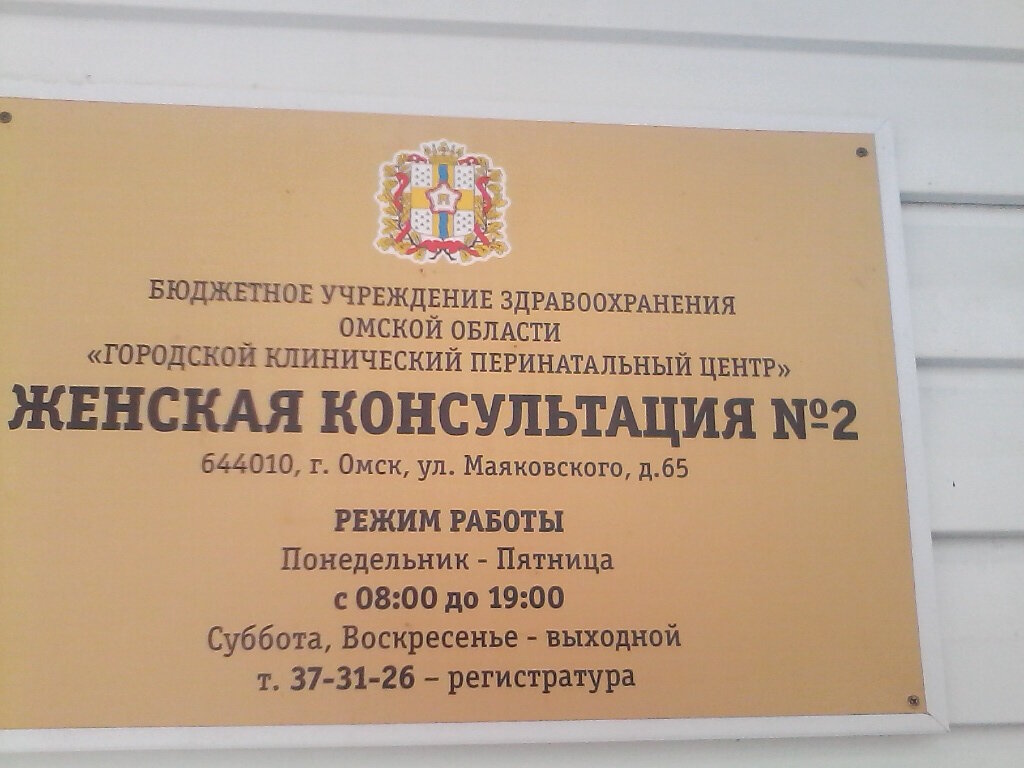 БЮДЖЕТНОЕ УЧРЕЖДЕНИЕ ЗДРАВООХРАНЕНИЯ
ОМСКОЙ ОБЛАСТИ
«ГОРОДСКОЙ КЛИНИЧЕСКИЙ ПЕРИНАТАЛЬНЫЙ ЦЕНТР»
ЖЕНСКАЯ КОНСУЛЬТАЦИЯ №2
644010, г. Омск, ул. Маяковского, д.65
РЕЖИМ РАБОТЫ
Понедельник - Пятница
с 08:00 до 19:00
Суббота, Воскресенье - выходной
т. 37-31-26 – регистратура